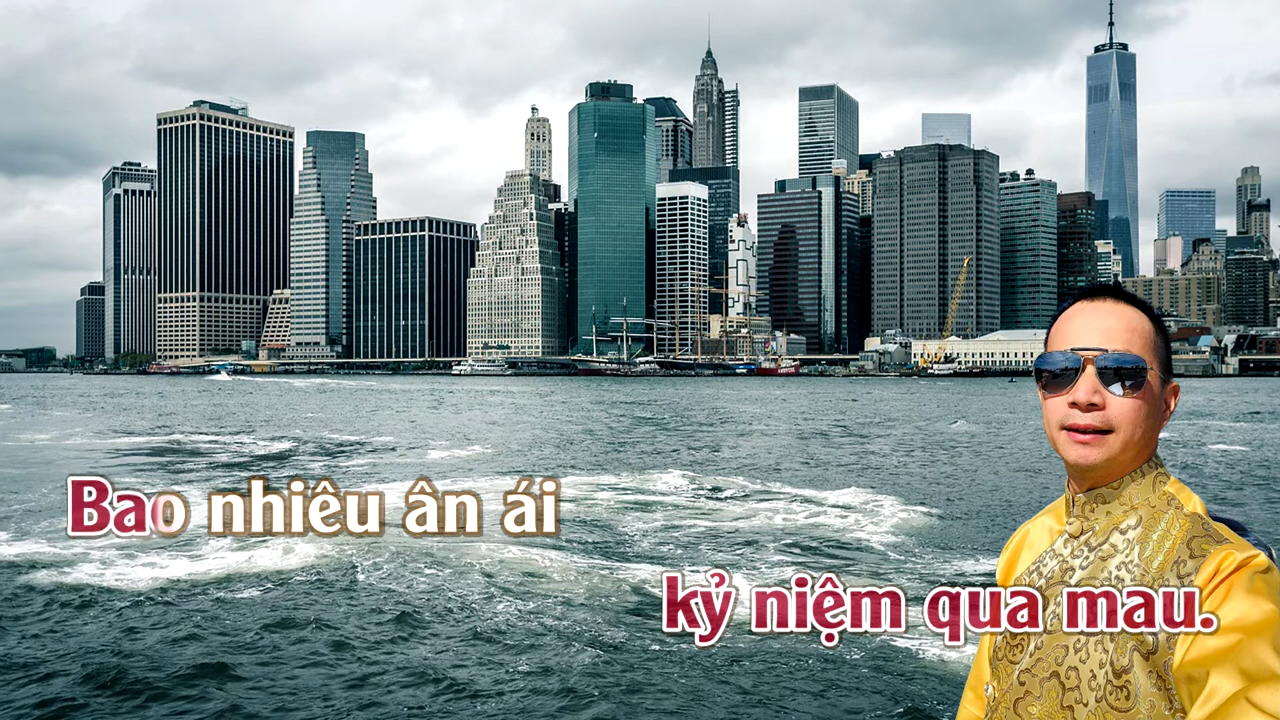 Bao nhiêu ân ái
kỷ niệm qua mau.